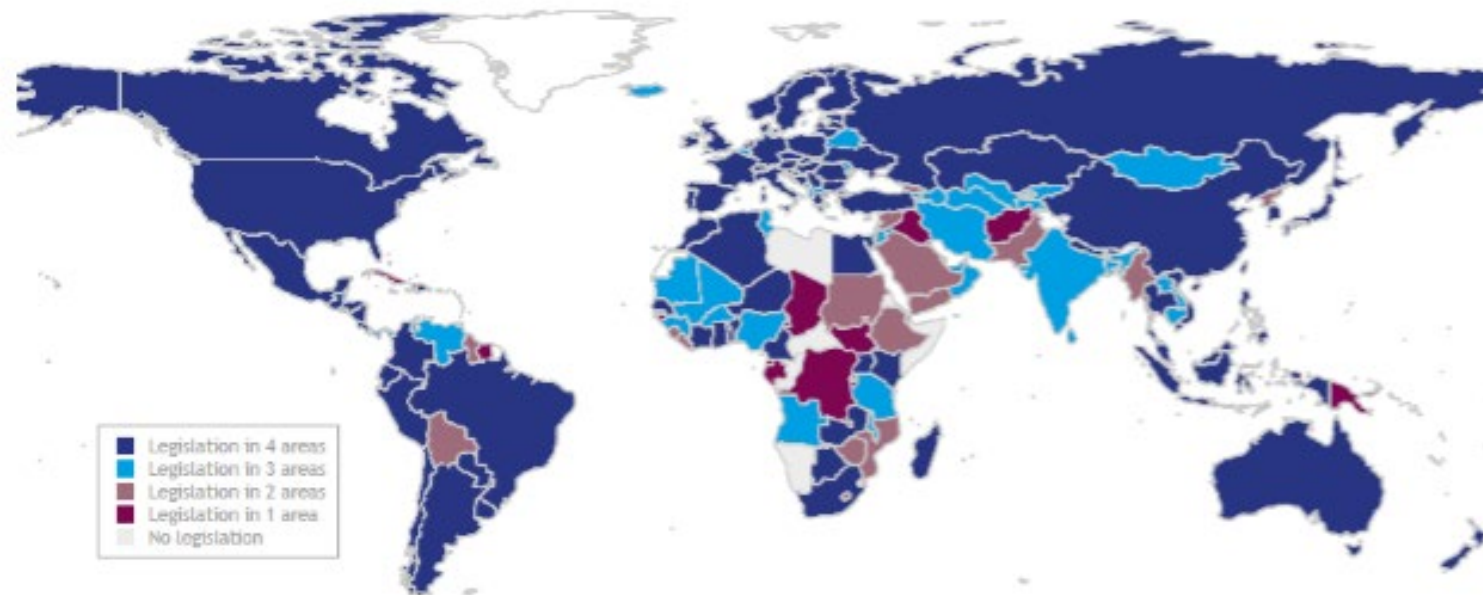 Legislation in 4 areas
Legislation in 3 areas
Legislation in 2 areas
Legislation in 1 area
No legislation